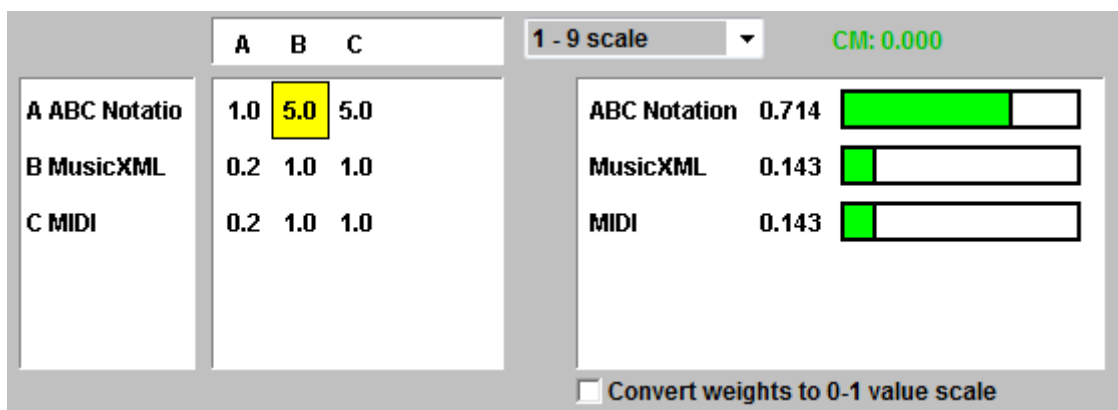 A B C
1 - 9 scale
CM: 0.000
A ABC Notatio 1.0 5.0 5.0
B MusicXML 0.2 1.0 1.0
C MIDI 0.2 1.0 1.0
ABC Notation 0.714
MusicXML 0.143
MIDI 0.143
Convert weights to 0-1 value scale